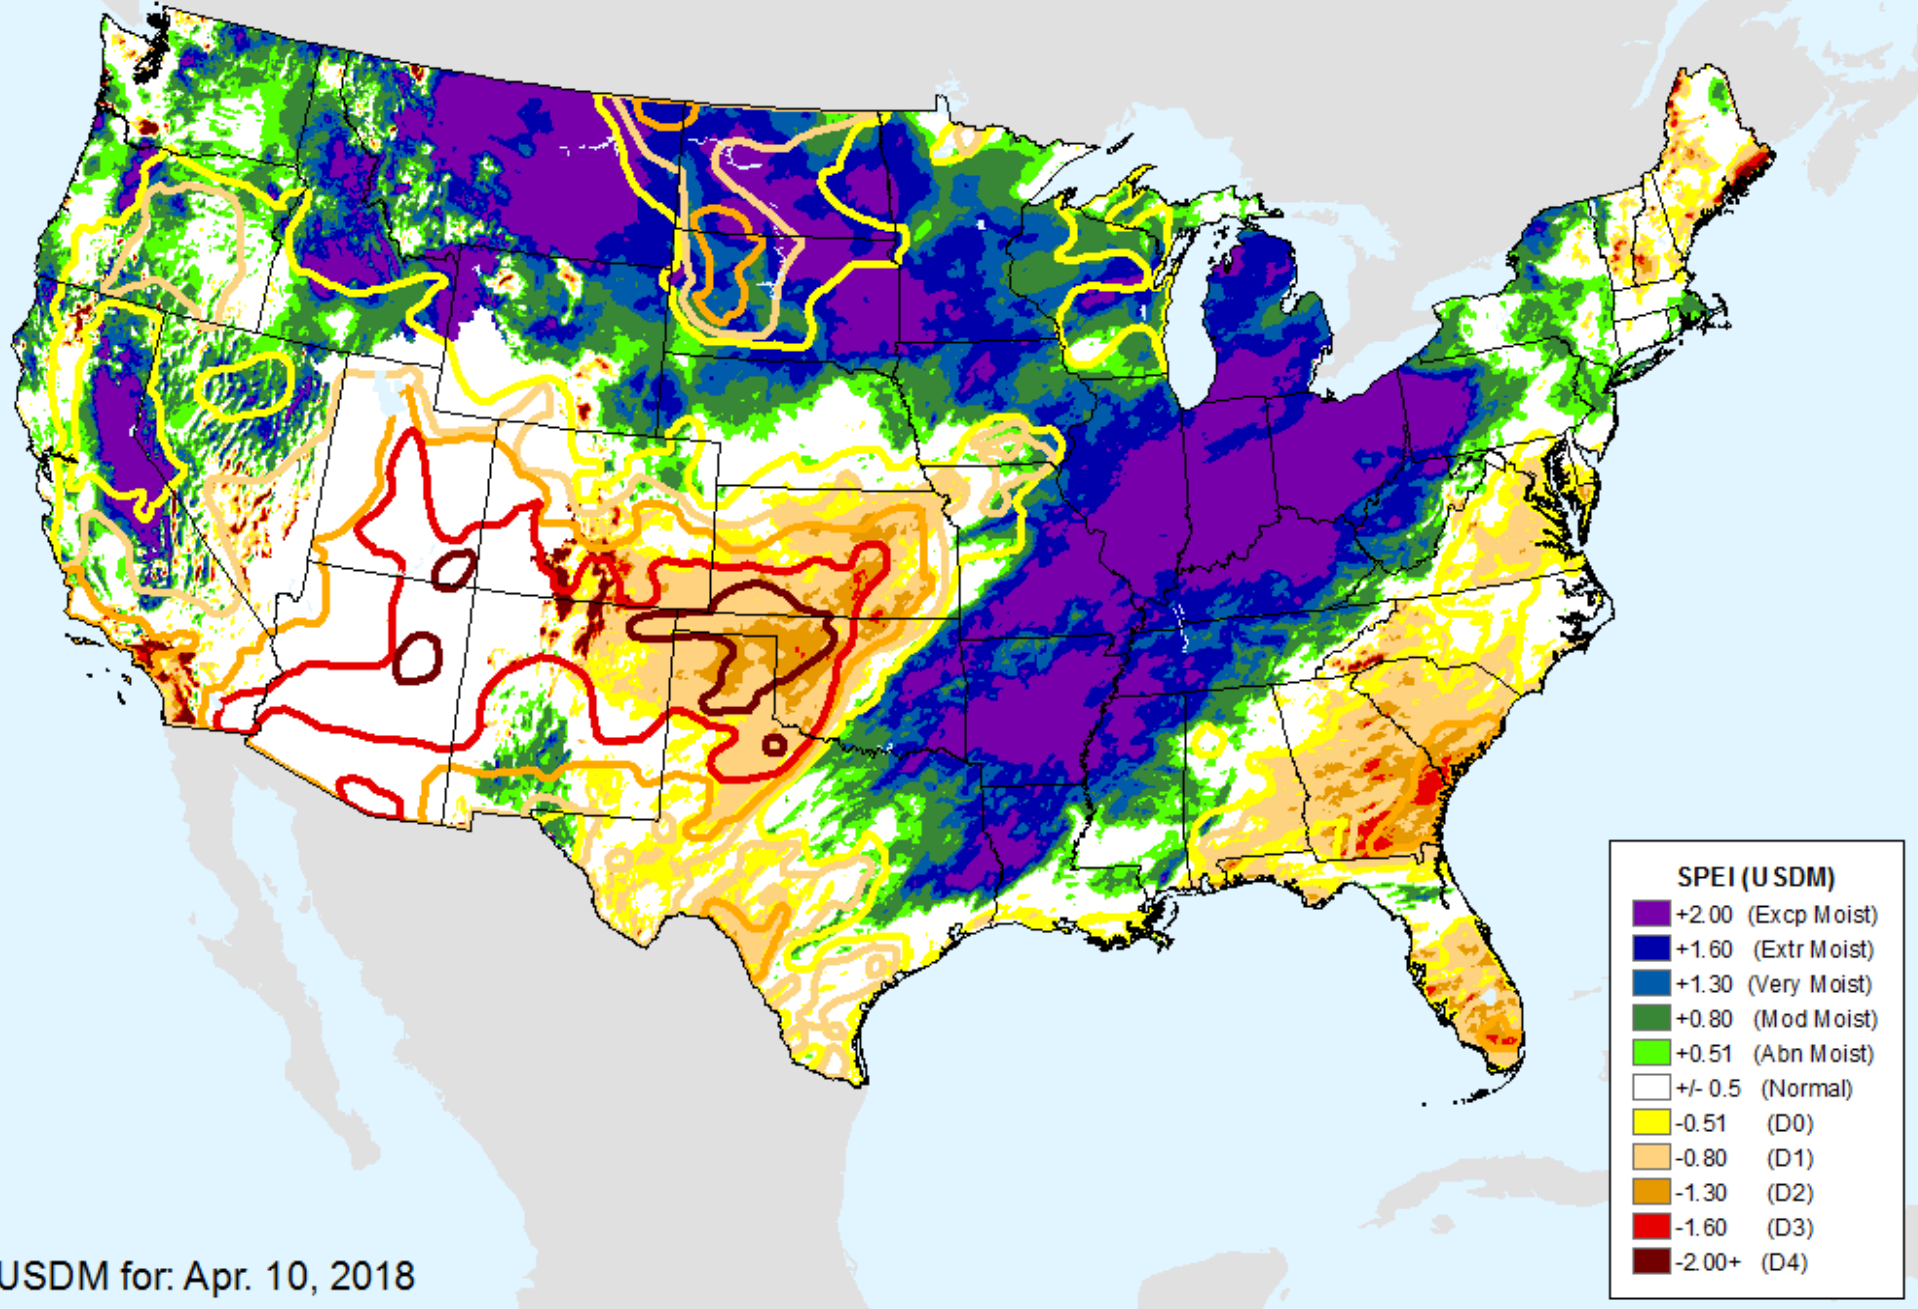 SPEI (USDM)
+2.00 (Excp Moist)
+1.60 (Extr Moist)
+1.30 (Very Moist)
+0.80 (Mod Moist)
+0.51 (Abn Moist)
+/- 0.5 (Normal)
-0.51 (D0)
-0.80 (D1)
-1.30 (D2)
-1.60 (D3)
-2.00+ (D4)
USDM for: Apr. 10, 2018